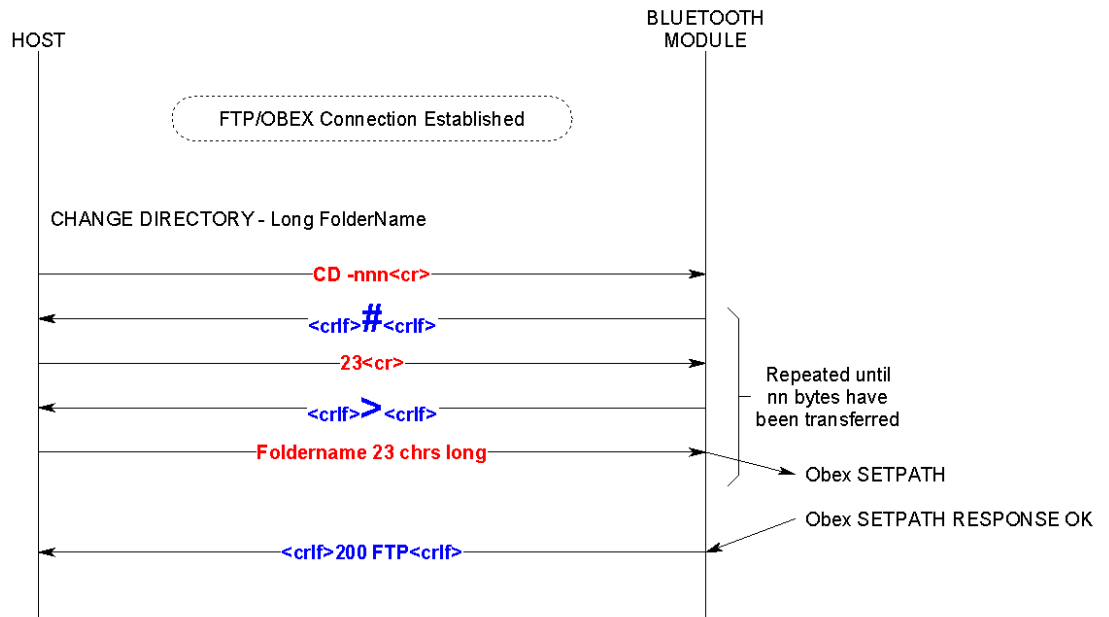 HOST
BLUETOOTH
MODULE
FTP/OBEX Connection Established
CHANGE DIRECTORY - Long FolderName
CD -nnn<cr>
<crlf>#<crlf>
23<cr>
<crlf>><crlf>
Foldername 23 chrs long
Repeated until
nn bytes have
been transferred
Obex SETPATH
Obex SETPATH RESPONSE OK
<crlf>200 FTP<crlf>